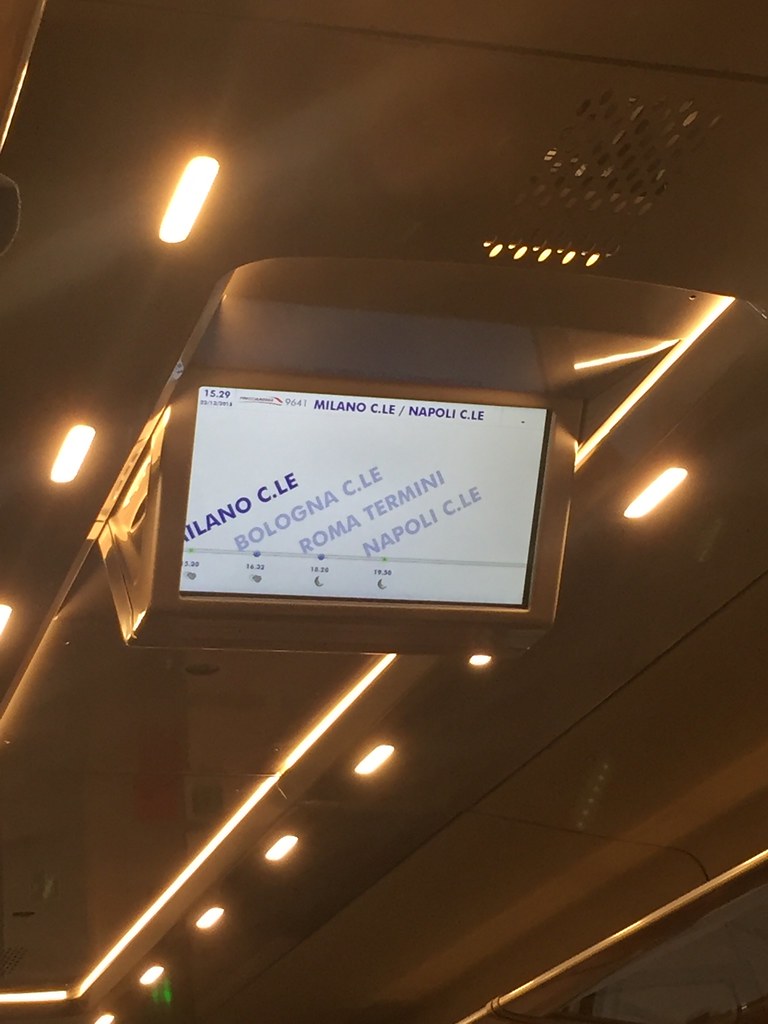 15.29 9641 MILANO C.LE / NAPOLI C.LE
MILANO C.LE
BOLOGNA C.LE
ROMA TERMINI
NAPOLI C.LE
16.32 18.20 19.30